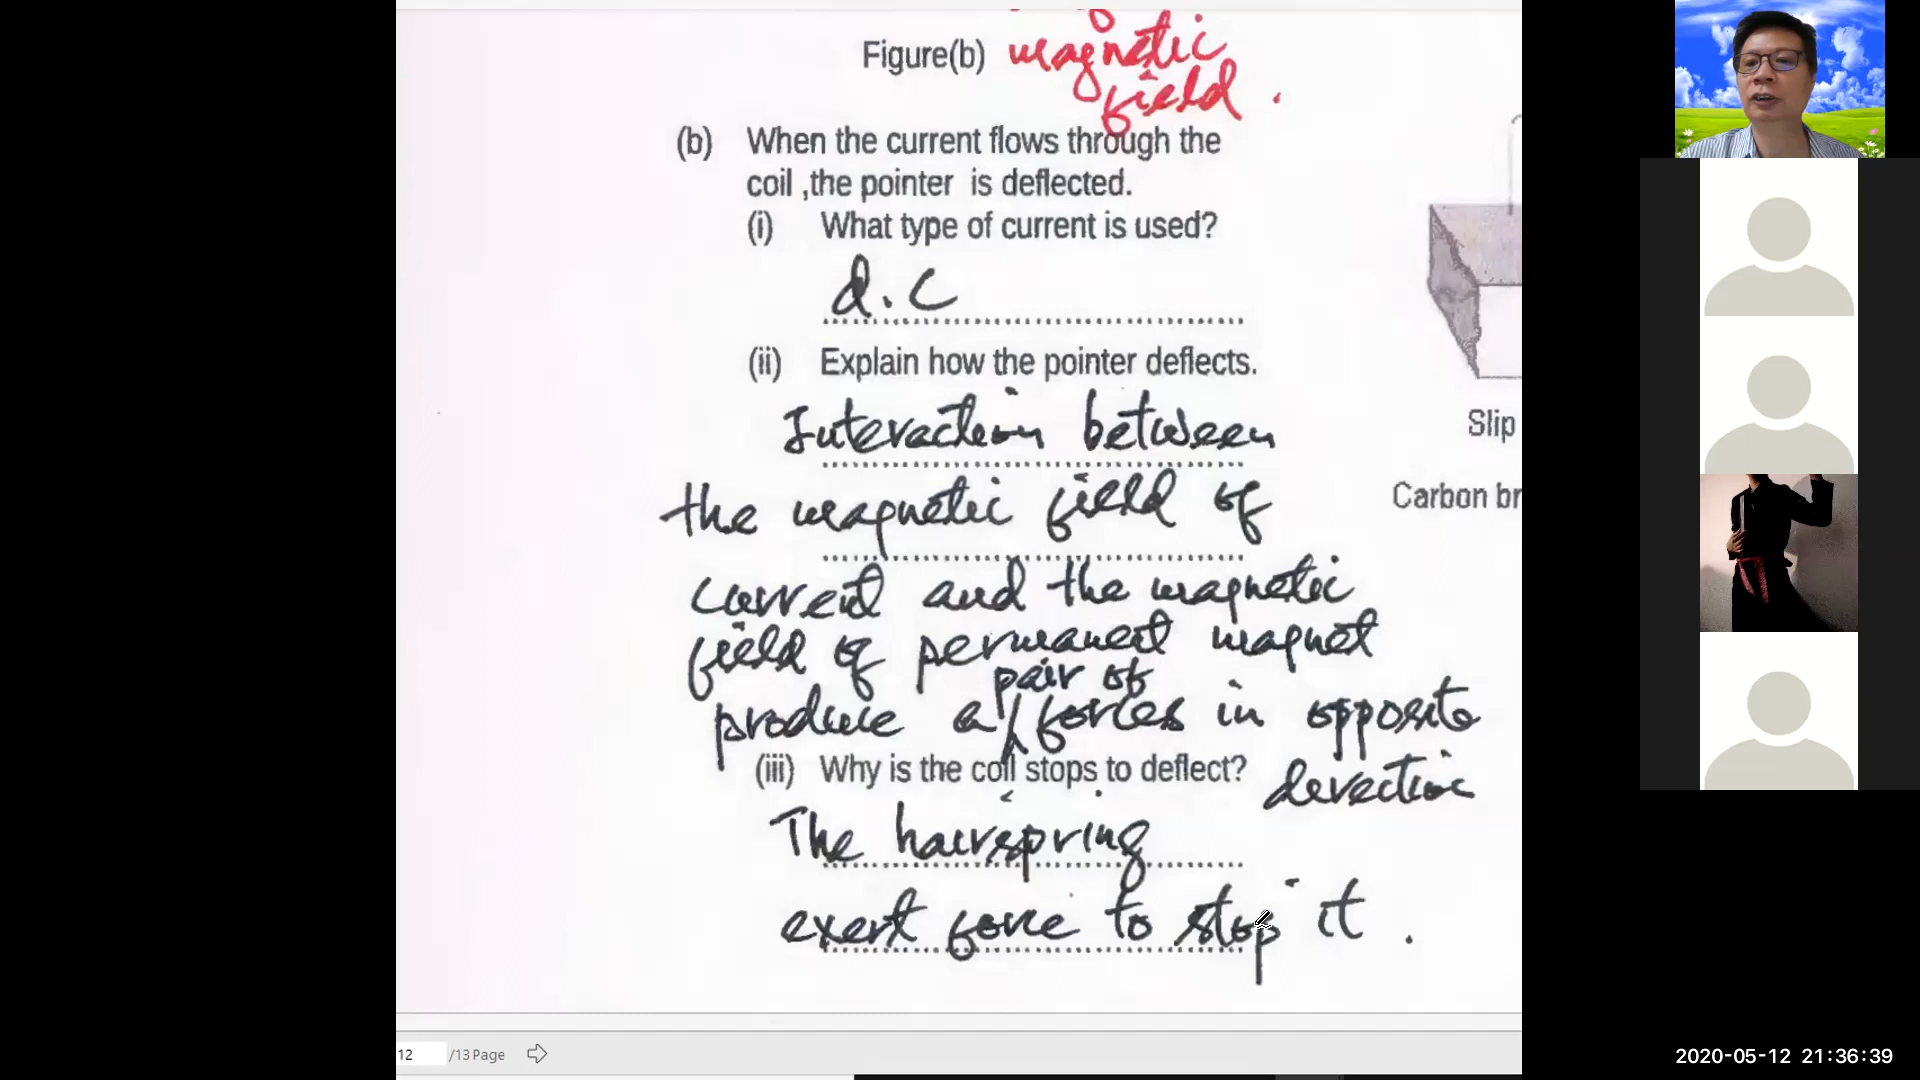 Figure(b) magnetic
field.
(b) When the current flows through the
coil ,the pointer is deflected.
(i) What type of current is used?
d.c
(ii) Explain how the pointer deflects.
Interaction between
the magnetic field of
current and the magnetic
field of permanent magnet
pair of
produce a forces in opposite
(iii) Why is the coil stops to deflect?
derection
The hairspring
exert force to stop it.
Slip
Carbon br
12 /13 Page
2020-05-12 21:36:39